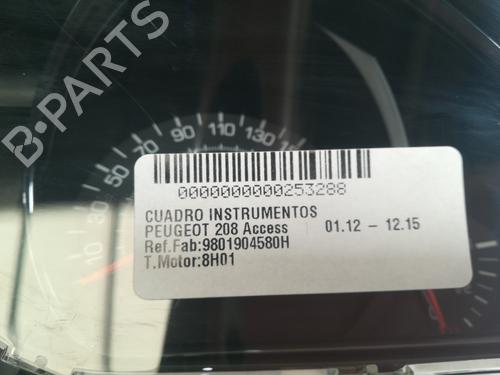 B-PARTS
10 30 50 70 90 110 130
0000000000253288
CUADRO INSTRUMENTOS
PEUGEOT 208 Access 01.12 - 12.15
Ref.Fab:9801904580H
T.Motor:8H01